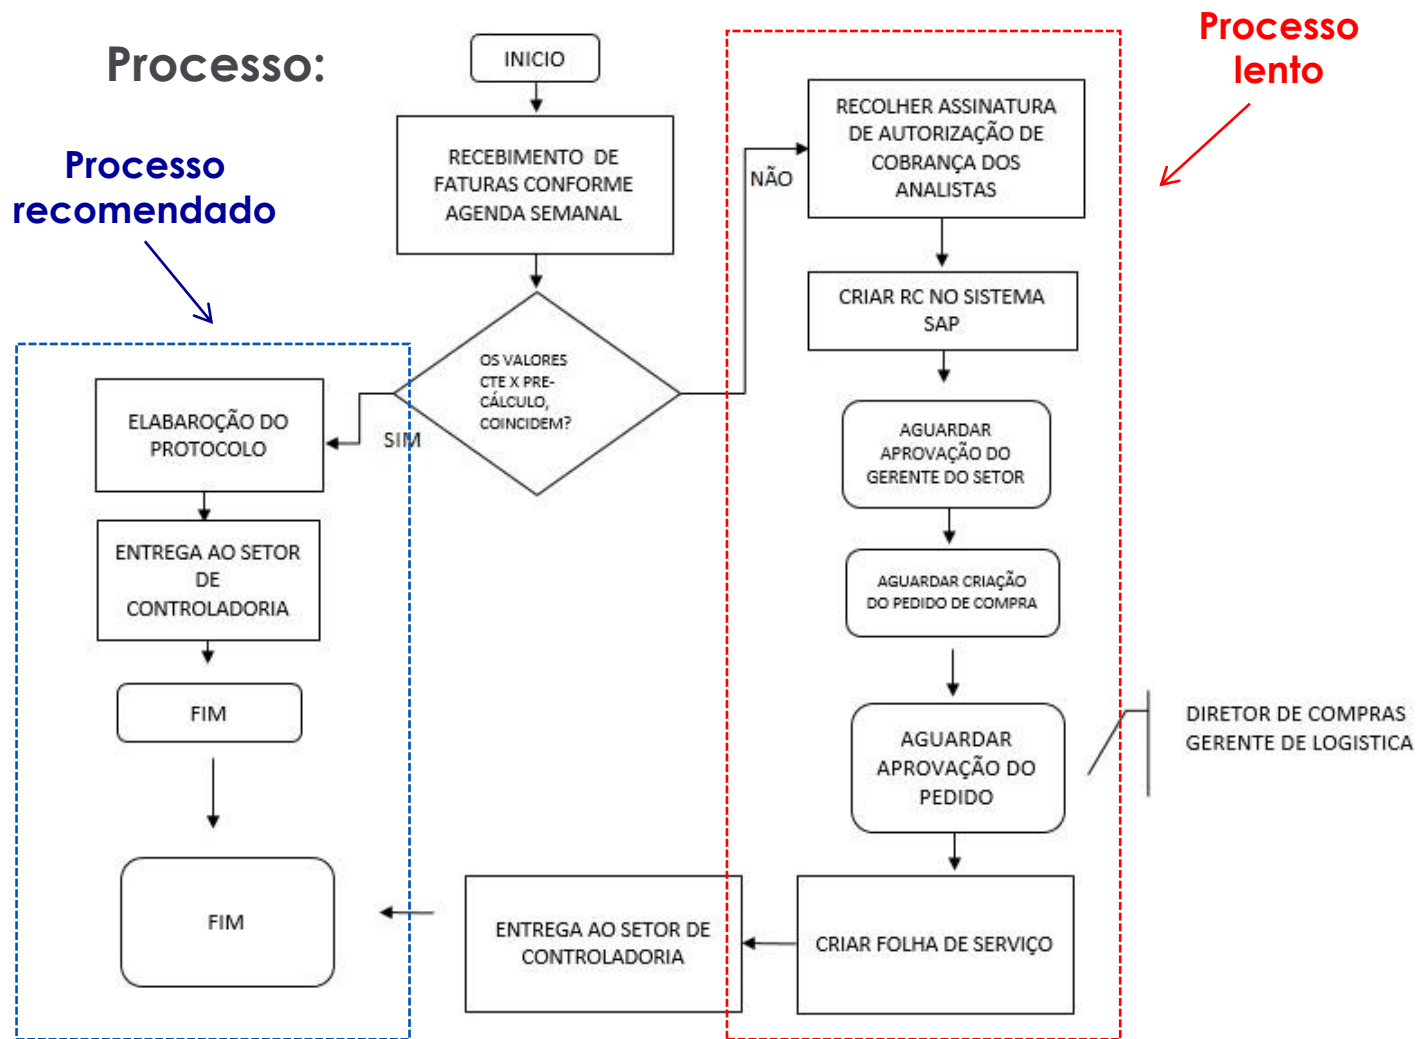 Processo:
Processo
recomendado
Processo
lento
INICIO
RECEBIMENTO DE
FATURAS CONFORME
AGENDA SEMANAL
OS VALORES
CTE X PRE-
CÁLCULO,
COINCIDEM?
SIM
NÃO
ELABAROÇÃO DO
PROTOCOLO
ENTREGA AO SETOR
DE
CONTROLADORIA
FIM
FIM
RECOLHER ASSINATURA
DE AUTORIZAÇÃO DE
COBRANÇA DOS
ANALISTAS
CRIAR RC NO SISTEMA
SAP
AGUARDAR
APROVAÇÃO DO
GERENTE DO SETOR
AGUARDAR CRIAÇÃO
DO PEDIDO DE COMPRA
AGUARDAR
APROVAÇÃO DO
PEDIDO
DIRETOR DE COMPRAS
GERENTE DE LOGISTICA
CRIAR FOLHA DE SERVIÇO
ENTREGA AO SETOR DE
CONTROLADORIA